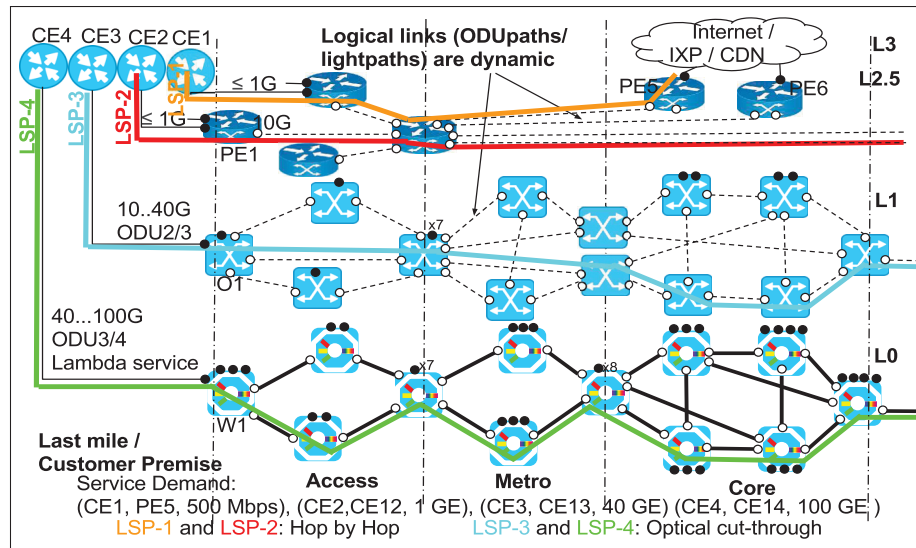 CE4 CE3 CE2 CE1
Logical links (ODUpaths/
lightpaths) are dynamic
Internet /
IXP / CDN
L3
L2.5
LSP-4
LSP-3
LSP-2
LSP-1
≤ 1G
≤ 1G
10G
PE1
PE5
PE6
10..40G
ODU2/3
O1
x7
L1
40...100G
ODU3/4
Lambda service
W1
x7
x8
L0
Last mile /
Customer Premise
Access
Metro
Core
Service Demand:
(CE1, PE5, 500 Mbps), (CE2,CE12, 1 GE), (CE3, CE13, 40 GE) (CE4, CE14, 100 GE )
LSP-1 and LSP-2: Hop by Hop
LSP-3 and LSP-4: Optical cut-through